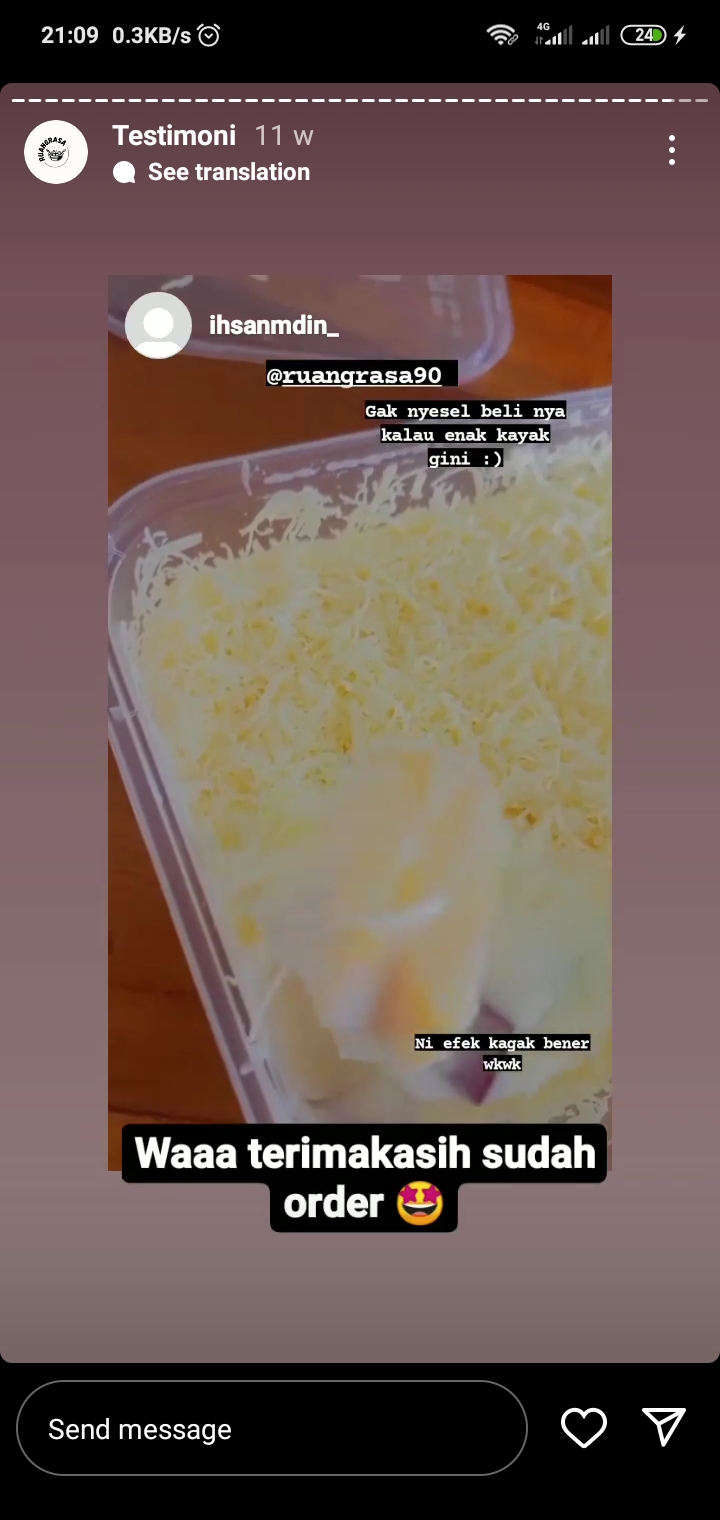 21:09 0.3KB/s
4G
24
Testimoni 11 w
RUANGRASA
See translation
ihsanmdin_
@ruangrasa90
Gak nyesel beli nya
kalau enak kayak
gini :)
Ni efek kagak bener
wkwk
Waaa terimakasih sudah
order 🤩
Send message